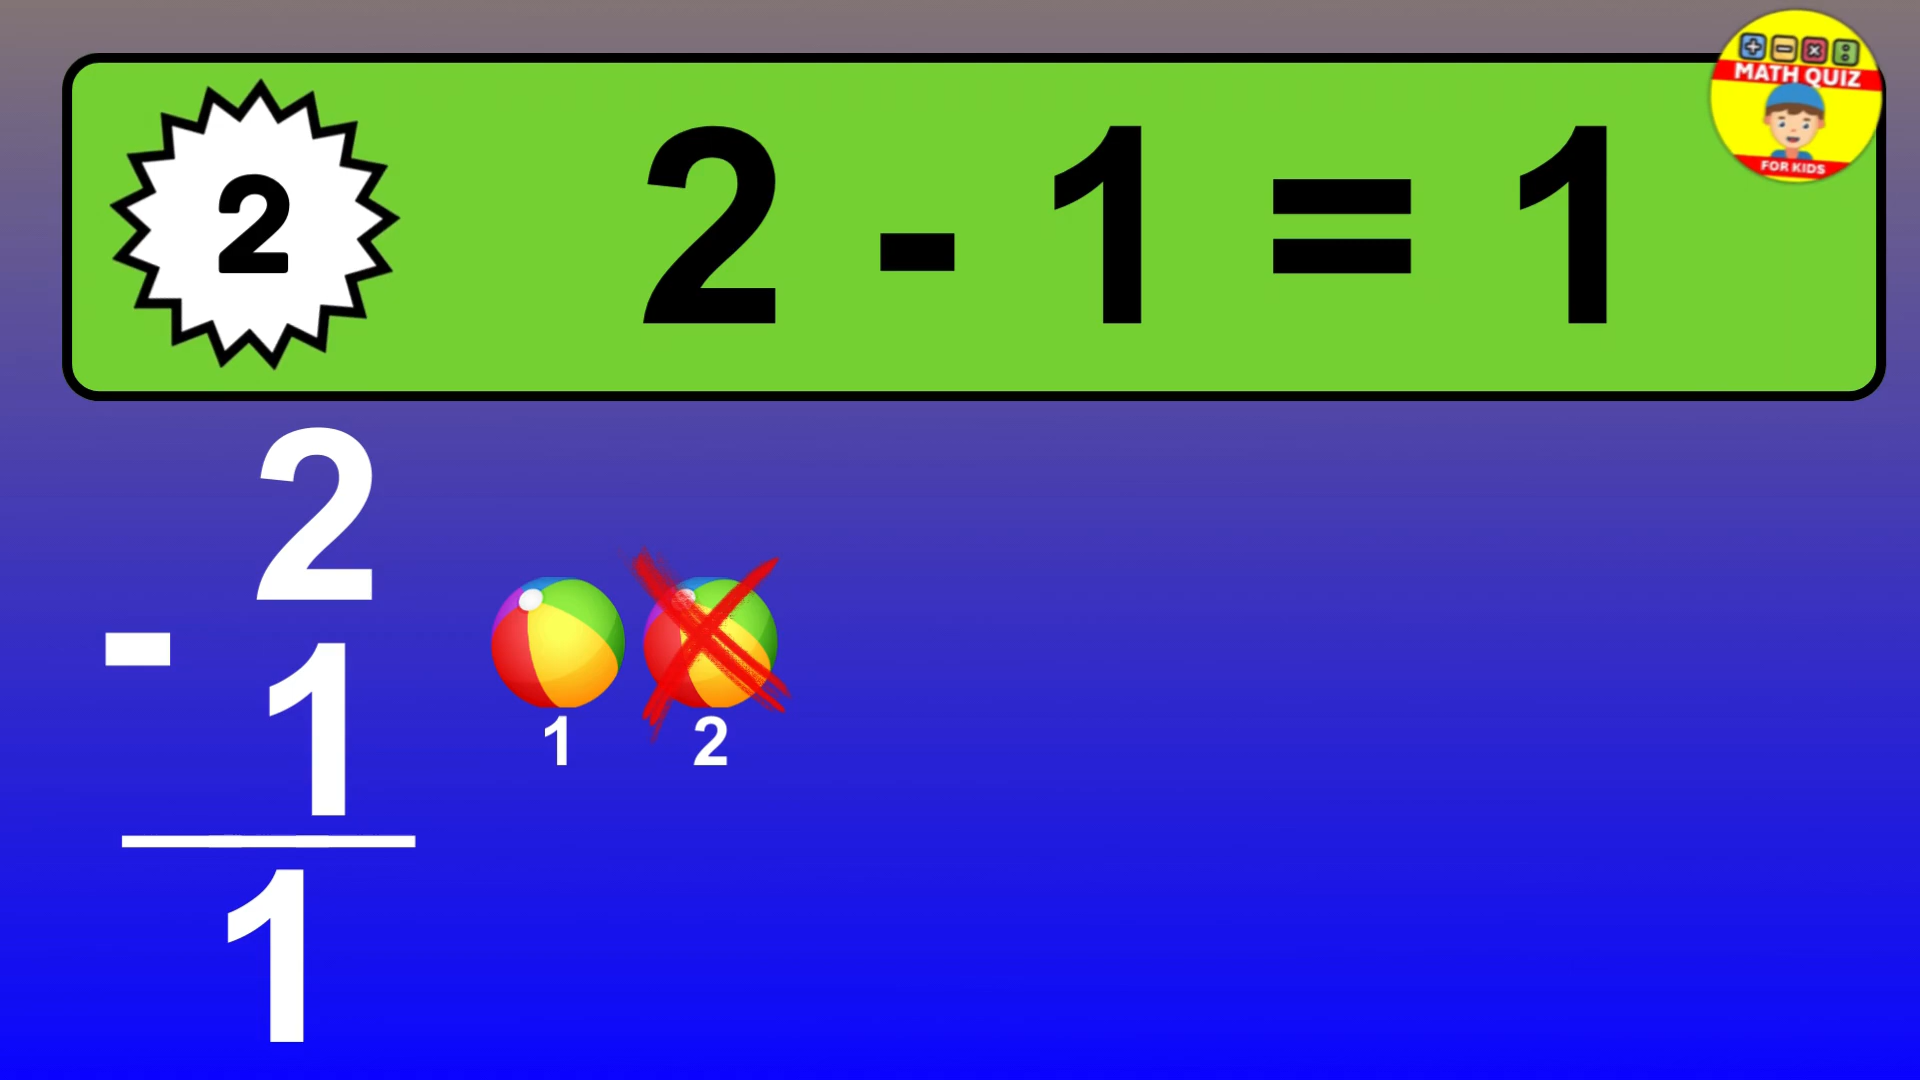 2
2 - 1 = 1
MATH QUIZ
FOR KIDS
2
- 1
1
1 2